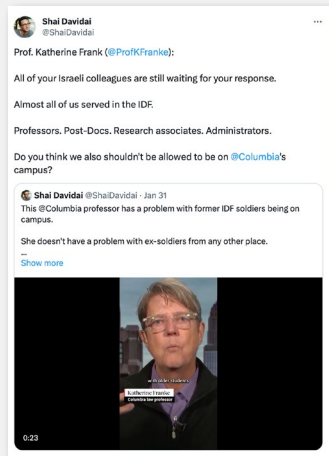 Shai Davidai
@ShaiDavidai
Prof. Katherine Frank (@ProfKFranke):
All of your Israeli colleagues are still waiting for your response.
Almost all of us served in the IDF.
Professors. Post-Docs. Research associates. Administrators.
Do you think we also shouldn't be allowed to be on @Columbia's
campus?
Shai Davidai @ShaiDavidai · Jan 31
This @Columbia professor has a problem with former IDF soldiers being on
campus.
She doesn't have a problem with ex-soldiers from any other place.
—
Show more
with older students
Katherine Franke
Columbia law professor
0:23